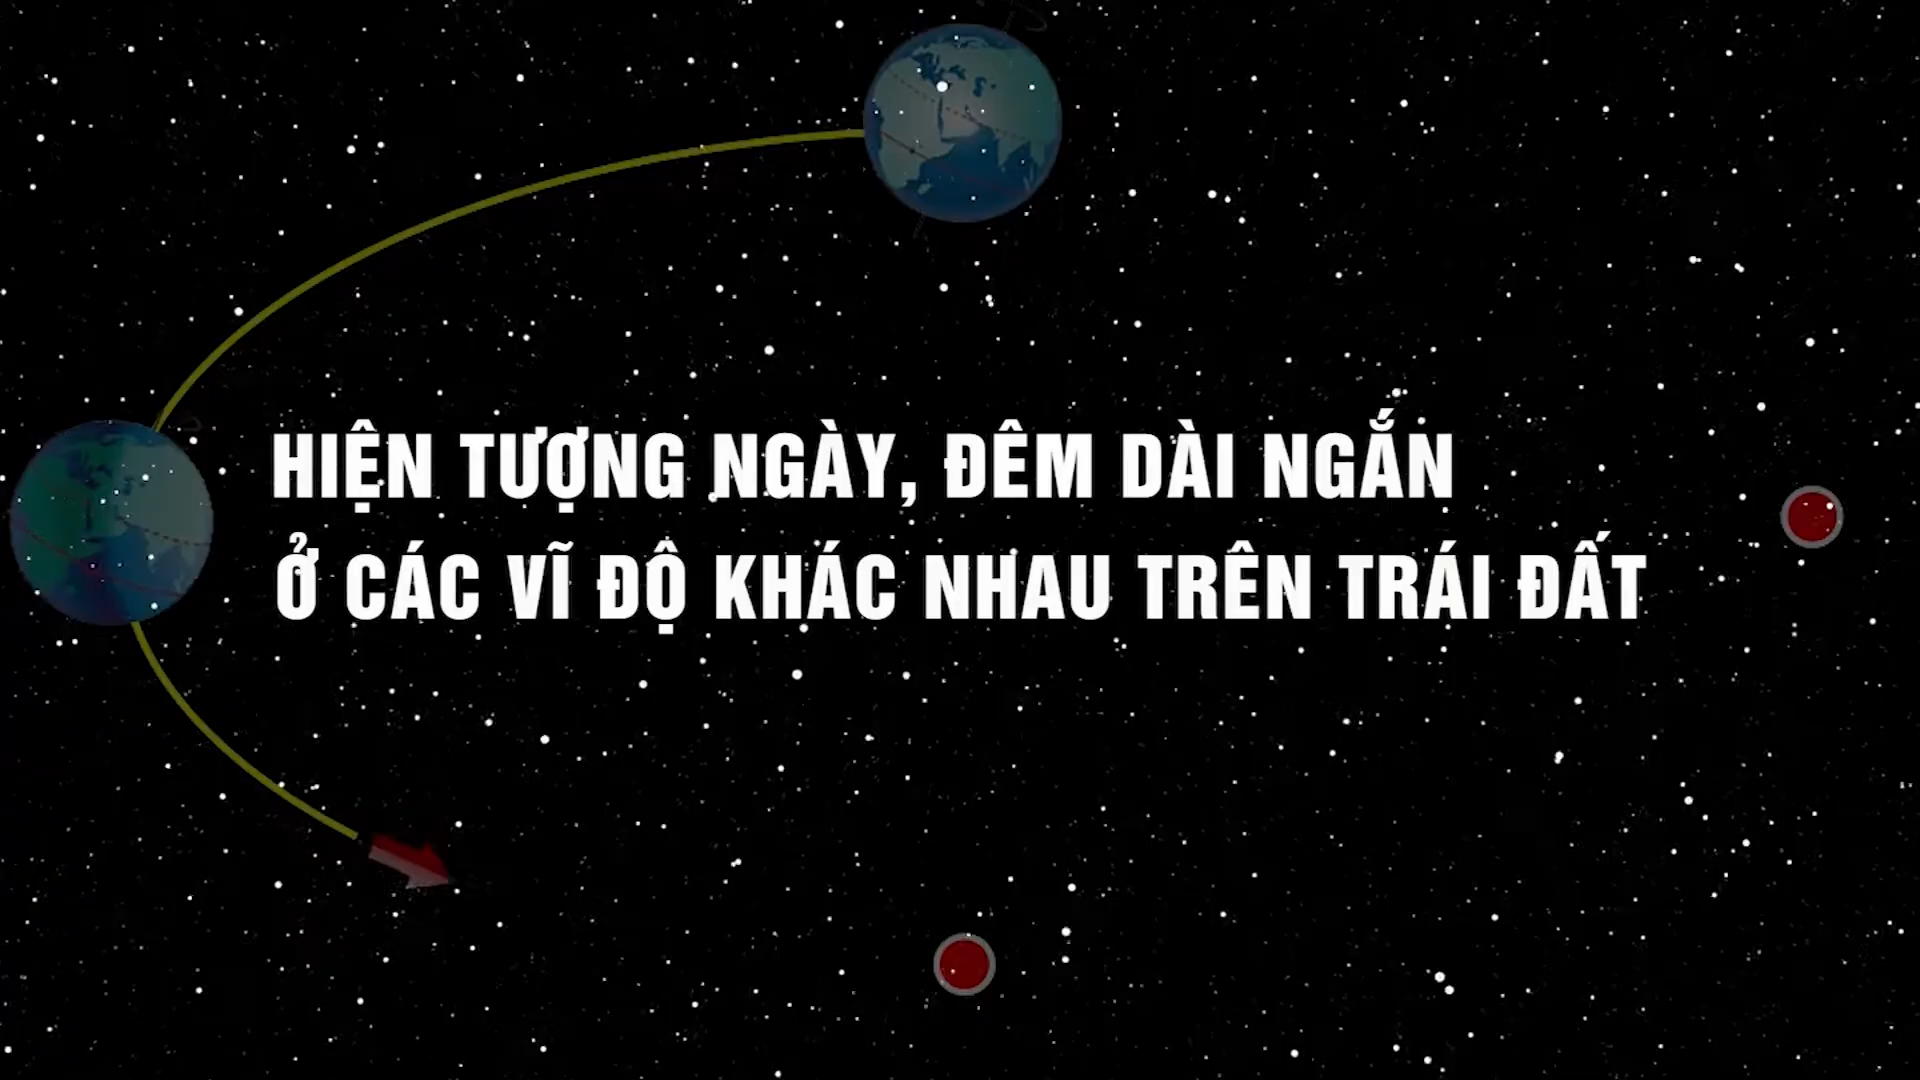 HIỆN TƯỢNG NGÀY, ĐÊM DÀI NGẮN
Ở CÁC VĨ ĐỘ KHÁC NHAU TRÊN TRÁI ĐẤT